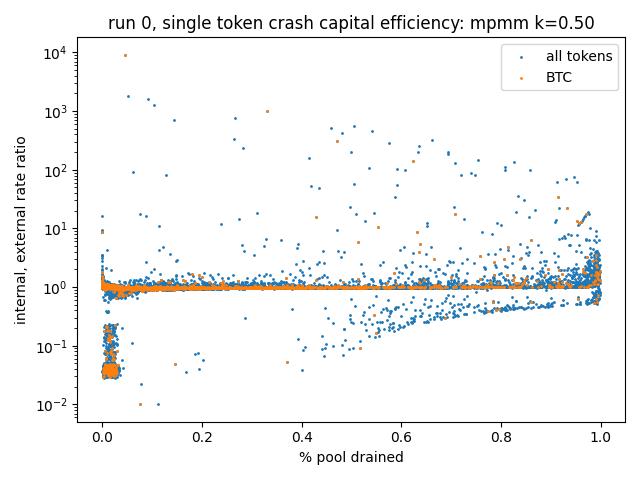 run 0, single token crash capital efficiency: mpmm k=0.50
all tokens
BTC
internal, external rate ratio
10⁴
10³
10²
10¹
10⁰
10⁻¹
10⁻²
0.0 0.2 0.4 0.6 0.8 1.0
% pool drained